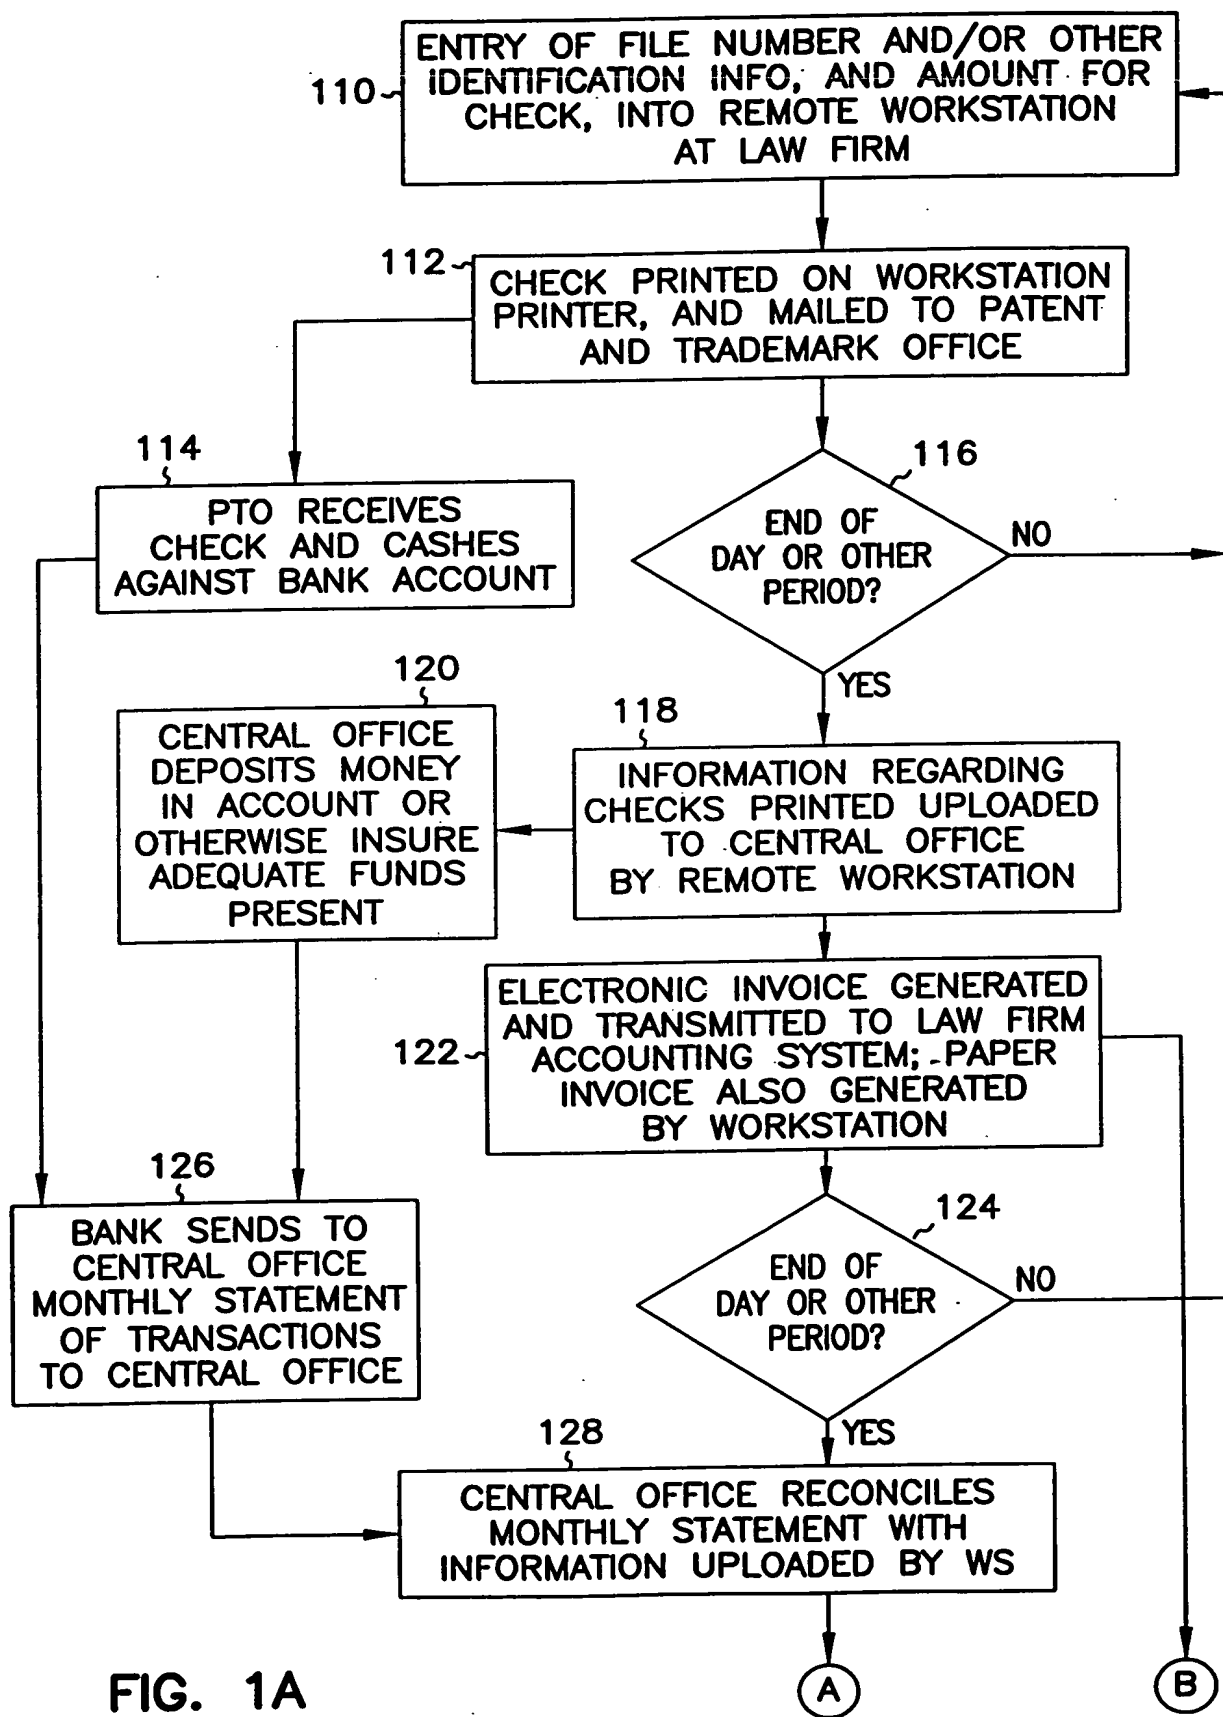 ENTRY OF FILE NUMBER AND/OR OTHER
IDENTIFICATION INFO, AND AMOUNT FOR
CHECK, INTO REMOTE WORKSTATION
AT LAW FIRM
110
112
CHECK PRINTED ON WORKSTATION
PRINTER, AND MAILED TO PATENT
AND TRADEMARK OFFICE
114
PTO RECEIVES
CHECK AND CASHES
AGAINST BANK ACCOUNT
116
END OF
DAY OR OTHER
PERIOD?
NO
YES
118
INFORMATION REGARDING
CHECKS PRINTED UPLOADED
TO CENTRAL OFFICE
BY REMOTE WORKSTATION
120
CENTRAL OFFICE
DEPOSITS MONEY
IN ACCOUNT OR
OTHERWISE INSURE
ADEQUATE FUNDS
PRESENT
122
ELECTRONIC INVOICE GENERATED
AND TRANSMITTED TO LAW FIRM
ACCOUNTING SYSTEM; PAPER
INVOICE ALSO GENERATED
BY WORKSTATION
124
END OF
DAY OR OTHER
PERIOD?
NO
YES
126
BANK SENDS TO
CENTRAL OFFICE
MONTHLY STATEMENT
OF TRANSACTIONS
TO CENTRAL OFFICE
128
CENTRAL OFFICE RECONCILES
MONTHLY STATEMENT WITH
INFORMATION UPLOADED BY WS
A
B
FIG. 1A